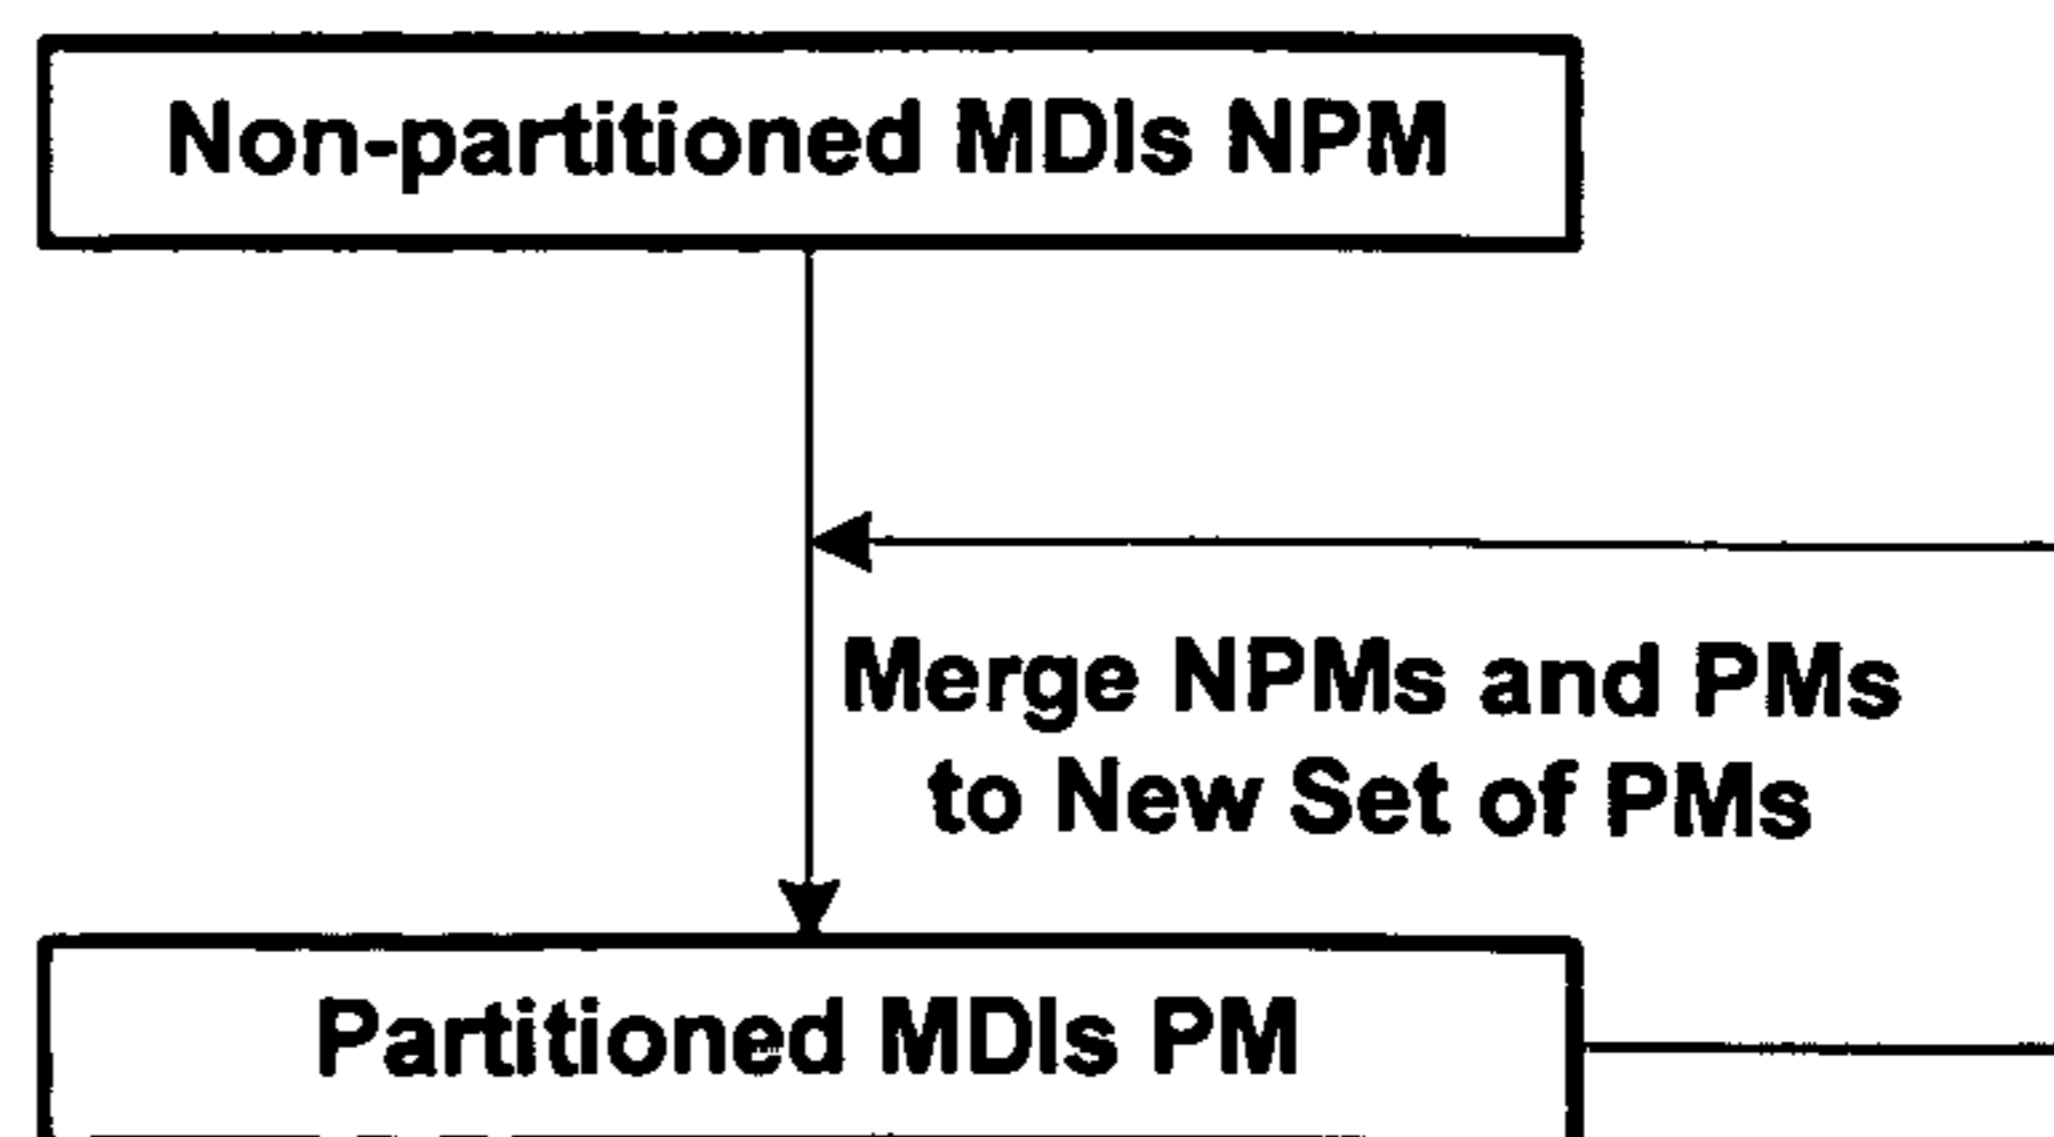 Non-partitioned MDIs NPM
Merge NPMs and PMs
to New Set of PMs
Partitioned MDIs PM